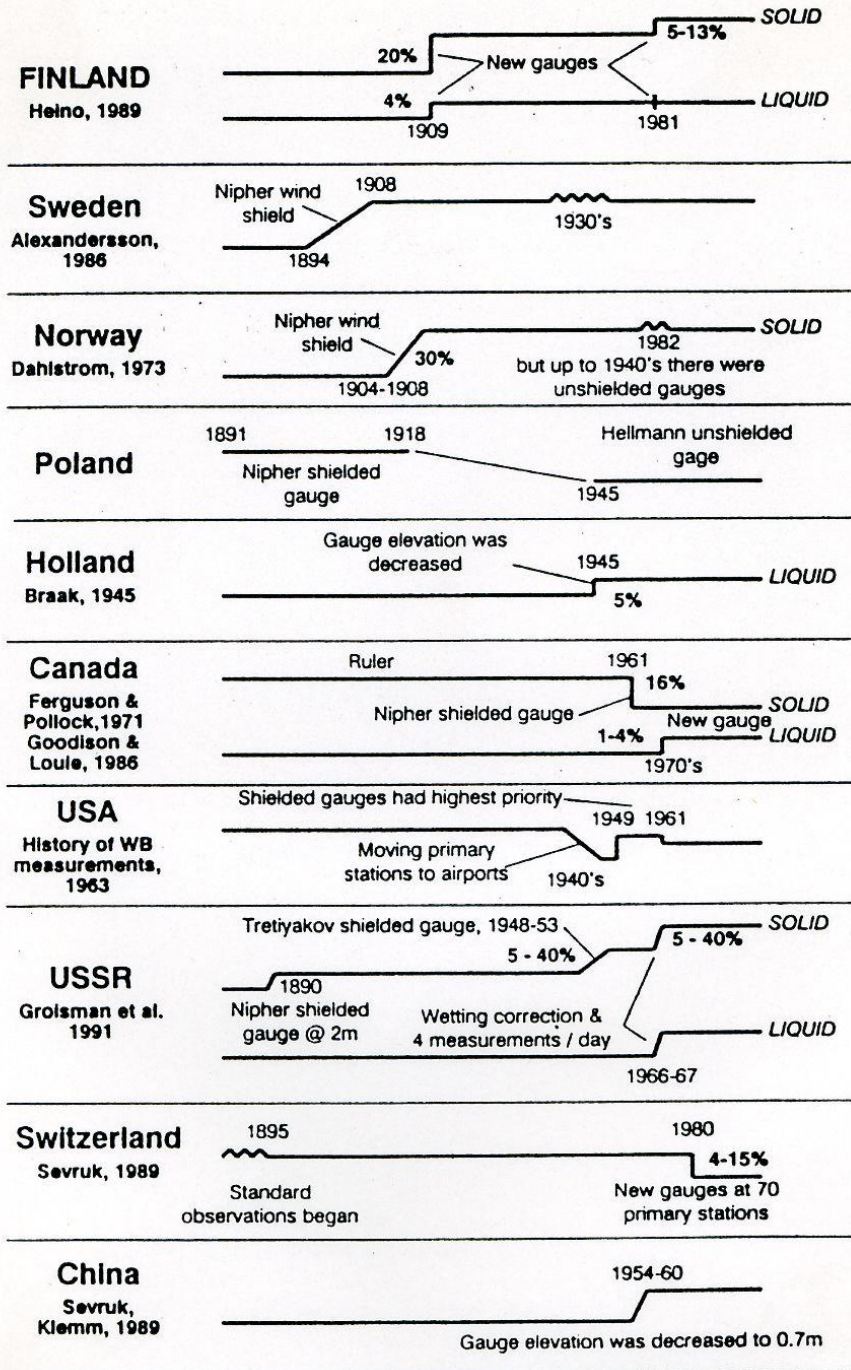 FINLAND
Heino, 1989
20%
4%
New gauges
1909
5-13%
1981
SOLID
LIQUID
Sweden
Alexandersson,
1986
Nipher wind
shield
1908
1894
1930's
Norway
Dahlstrom, 1973
Nipher wind
shield
30%
1904-1908
SOLID
1982
but up to 1940's there were
unshielded gauges
Poland
1891
1918
Nipher shielded
gauge
Hellmann unshielded
gage
1945
Holland
Braak, 1945
Gauge elevation was
decreased
1945
5%
LIQUID
Canada
Ferguson &
Pollock,1971
Goodison &
Louie, 1986
Ruler
1961
16%
Nipher shielded gauge
SOLID
New gauge
1-4%
LIQUID
1970's
USA
History of WB
measurements,
1963
Shielded gauges had highest priority
1949
1961
Moving primary
stations to airports
1940's
USSR
Groisman et al.
1991
Tretiyakov shielded gauge, 1948-53
5 - 40%
SOLID
5 - 40%
1890
Nipher shielded
gauge @ 2m
Wetting correction &
4 measurements / day
LIQUID
1966-67
Switzerland
Sevruk, 1989
1895
Standard
observations began
1980
4-15%
New gauges at 70
primary stations
China
Sevruk,
Klemm, 1989
1954-60
Gauge elevation was decreased to 0.7m